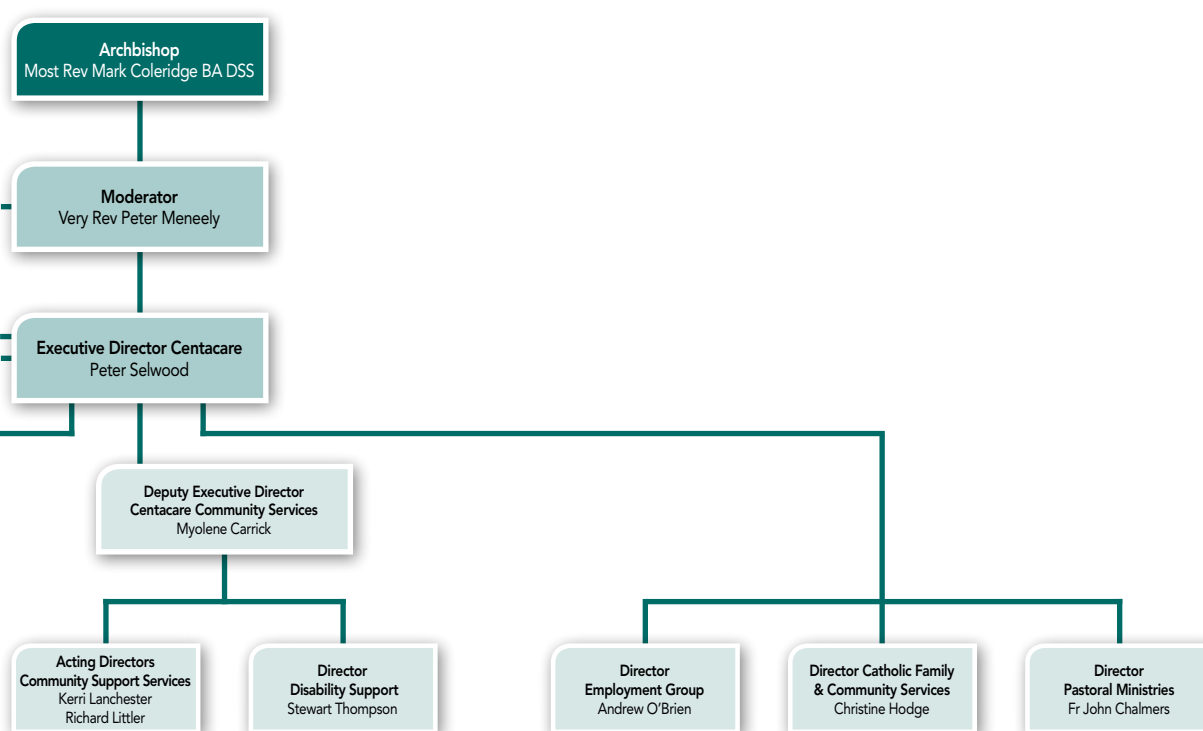 Archbishop
Most Rev Mark Coleridge BA DSS
Moderator
Very Rev Peter Meneely
Executive Director Centacare
Peter Selwood
Deputy Executive Director
Centacare Community Services
Myolene Carrick
Acting Directors
Community Support Services
Kerri Lanchester
Richard Littler
Director
Disability Support
Stewart Thompson
Director
Employment Group
Andrew O’Brien
Director Catholic Family
& Community Services
Christine Hodge
Director
Pastoral Ministries
Fr John Chalmers